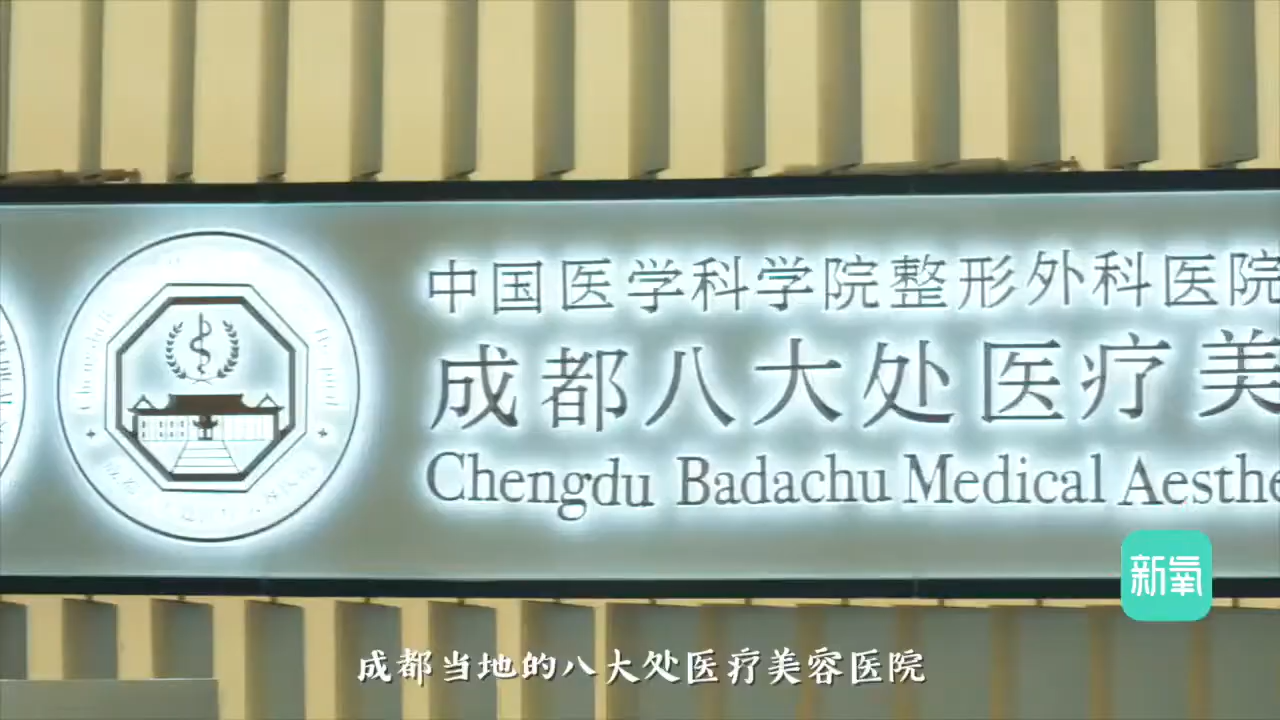 中国医学科学院整形外科医院
成都八大处医疗美
Chengdu Badachu Medical Aesthe
新氧
成都当地的八大处医疗美容医院